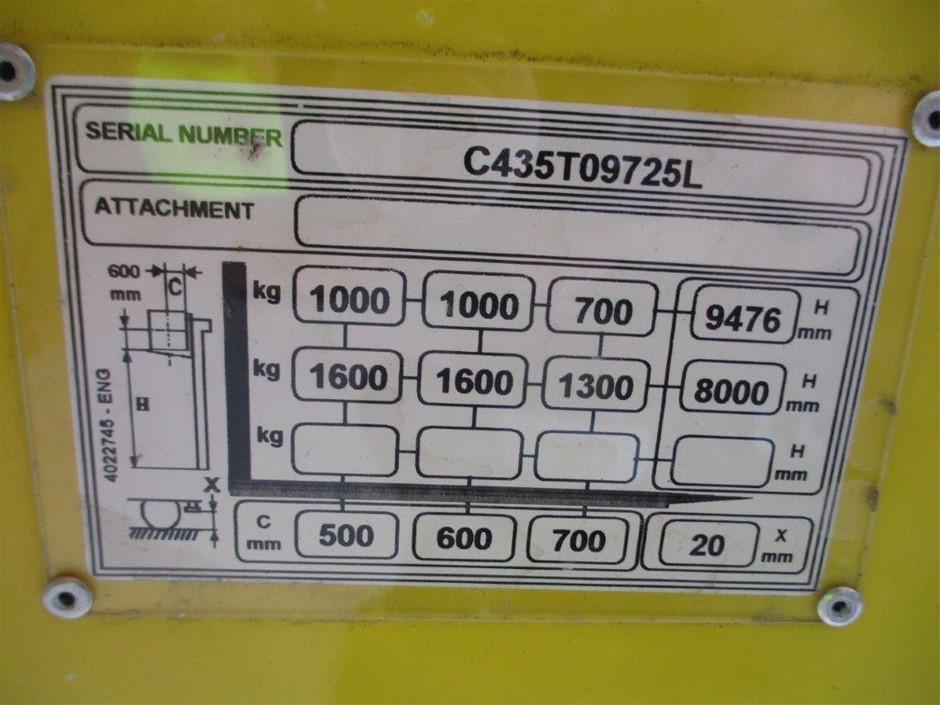 SERIAL NUMBER C435T09725L
ATTACHMENT
600 mm C
kg 1000 1000 700 9476 H mm
kg 1600 1600 1300 8000 H mm
H
kg H mm
4022745 - ENG
X
C mm 500 600 700 20 X mm